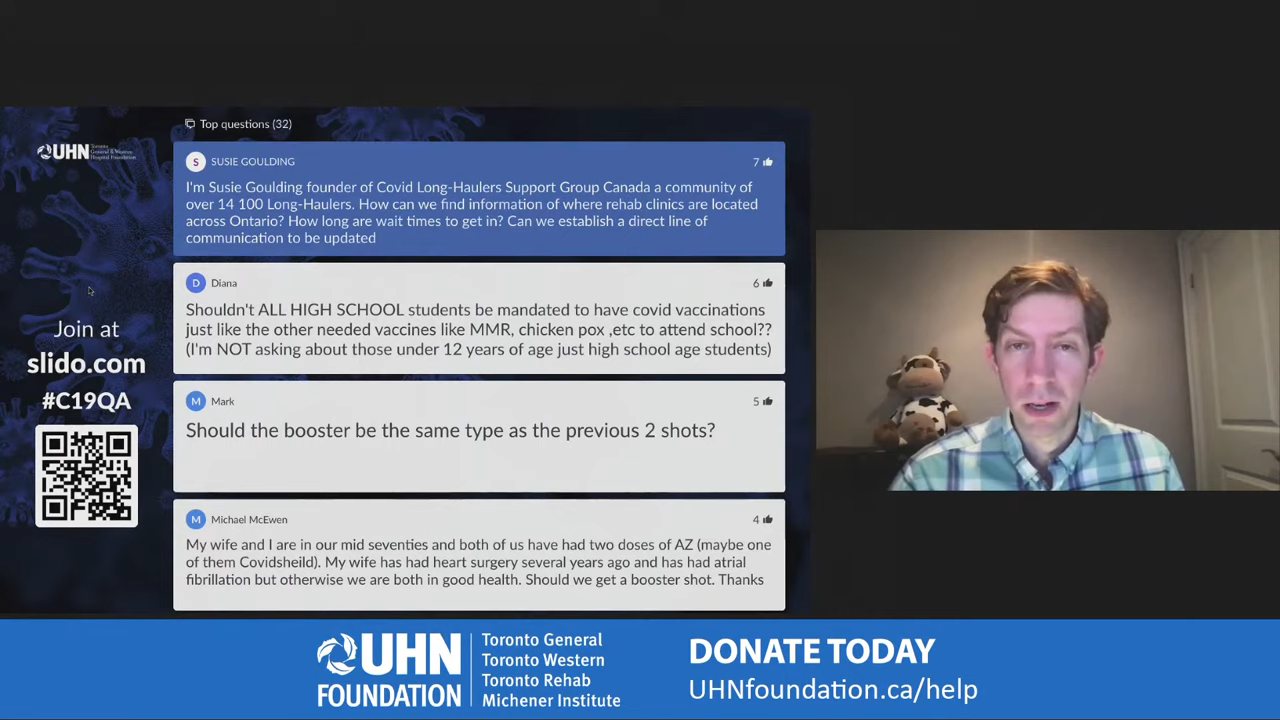 Top questions (32)
UHN Toronto
General & Western
Hospital Foundation
S SUSIE GOULDING 7
I'm Susie Goulding founder of Covid Long-Haulers Support Group Canada a community of
over 14 100 Long-Haulers. How can we find information of where rehab clinics are located
across Ontario? How long are wait times to get in? Can we establish a direct line of
communication to be updated
D Diana 6
Shouldn't ALL HIGH SCHOOL students be mandated to have covid vaccinations
just like the other needed vaccines like MMR, chicken pox ,etc to attend school??
(I'm NOT asking about those under 12 years of age just high school age students)
Join at
slido.com
#C19QA
M Mark 5
Should the booster be the same type as the previous 2 shots?
M Michael McEwen 4
My wife and I are in our mid seventies and both of us have had two doses of AZ (maybe one
of them Covidsheild). My wife has had heart surgery several years ago and has had atrial
fibrillation but otherwise we are both in good health. Should we get a booster shot. Thanks
UHN
FOUNDATION
Toronto General
Toronto Western
Toronto Rehab
Michener Institute
DONATE TODAY
UHNfoundation.ca/help